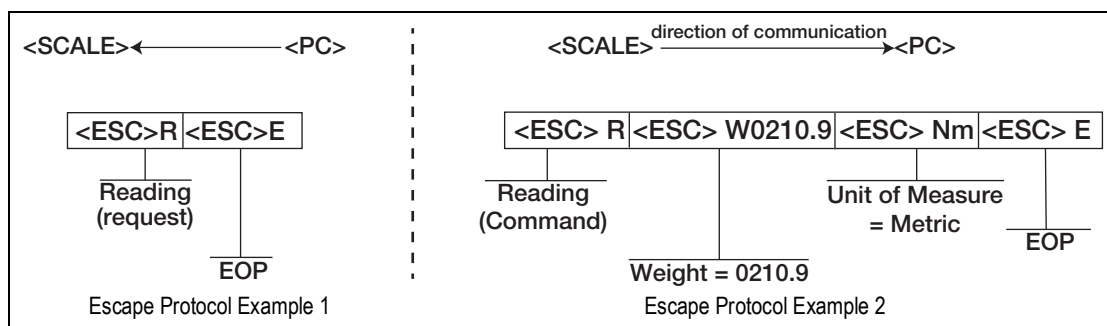 <SCALE> <PC>
<ESC>R <ESC>E
Reading
(request)
EOP
Escape Protocol Example 1
direction of communication
<SCALE> <PC>
<ESC> R <ESC> W0210.9 <ESC> Nm <ESC> E
Reading
(Command)
Unit of Measure
= Metric
EOP
Weight = 0210.9
Escape Protocol Example 2